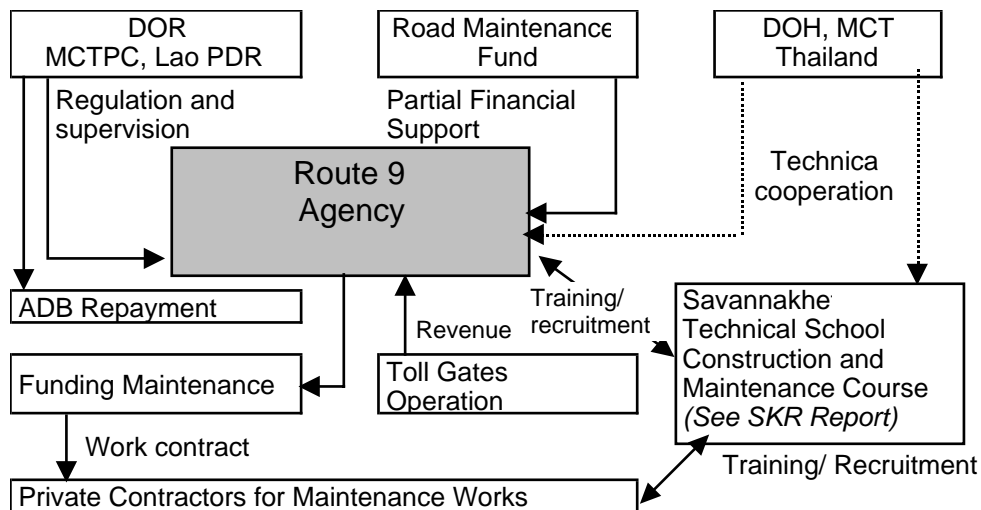 DOR
MCTPC, Lao PDR
Road Maintenance
Fund
DOH, MCT
Thailand
Regulation and
supervision
Partial Financial
Support
Technica
cooperation
Route 9
Agency
ADB Repayment
Training/
recruitment
Revenue
Savannakhe
Technical School
Construction and
Maintenance Course
(See SKR Report)
Funding Maintenance
Toll Gates
Operation
Work contract
Training/ Recruitment
Private Contractors for Maintenance Works